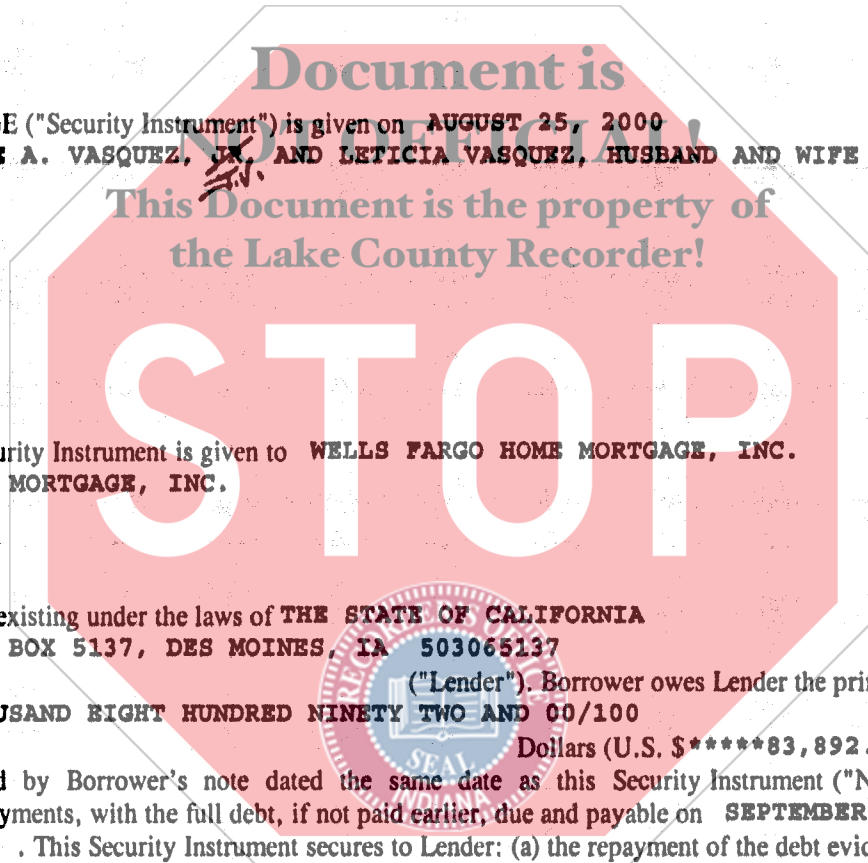 Document is
E ("Security Instrument") is given on AUGUST 25, 2000
NOT OFFICIAL!
A. VASQUEZ, JR. AND LETICIA VASQUEZ, HUSBAND AND WIFE
This Document is the property of
the Lake County Recorder!
STOP
urity Instrument is given to WELLS FARGO HOME MORTGAGE, INC.
MORTGAGE, INC.
existing under the laws of THE STATE OF CALIFORNIA
BOX 5137, DES MOINES, IA 503065137
("Lender"). Borrower owes Lender the prin
USAND EIGHT HUNDRED NINETY TWO AND 00/100
Dollars (U.S. $*****83,892.
d by Borrower's note dated the same date as this Security Instrument ("N
yments, with the full debt, if not paid earlier, due and payable on SEPTEMBER
. This Security Instrument secures to Lender: (a) the repayment of the debt evi
RECORDER'S OFFICE
SEAL
INDIANA